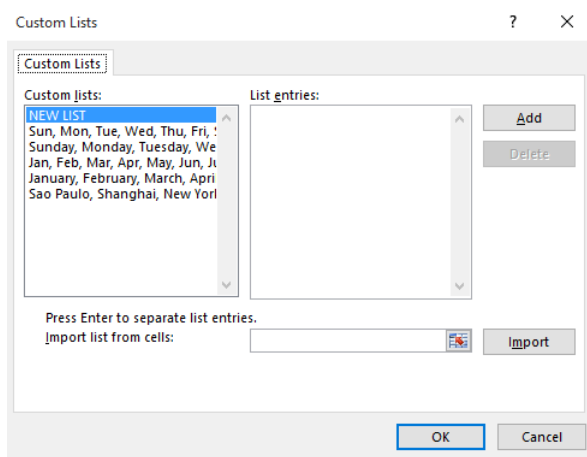 Custom Lists
?
Custom Lists
Custom lists:
List entries:
NEW LIST
Sun, Mon, Tue, Wed, Thu, Fri,
Sunday, Monday, Tuesday, We
Jan, Feb, Mar, Apr, May, Jun,
January, February, March, Apri
Sao Paulo, Shanghai, New
Add
Delete
Press Enter to separate list entries.
Import list from cells:
Import
OK
Cancel